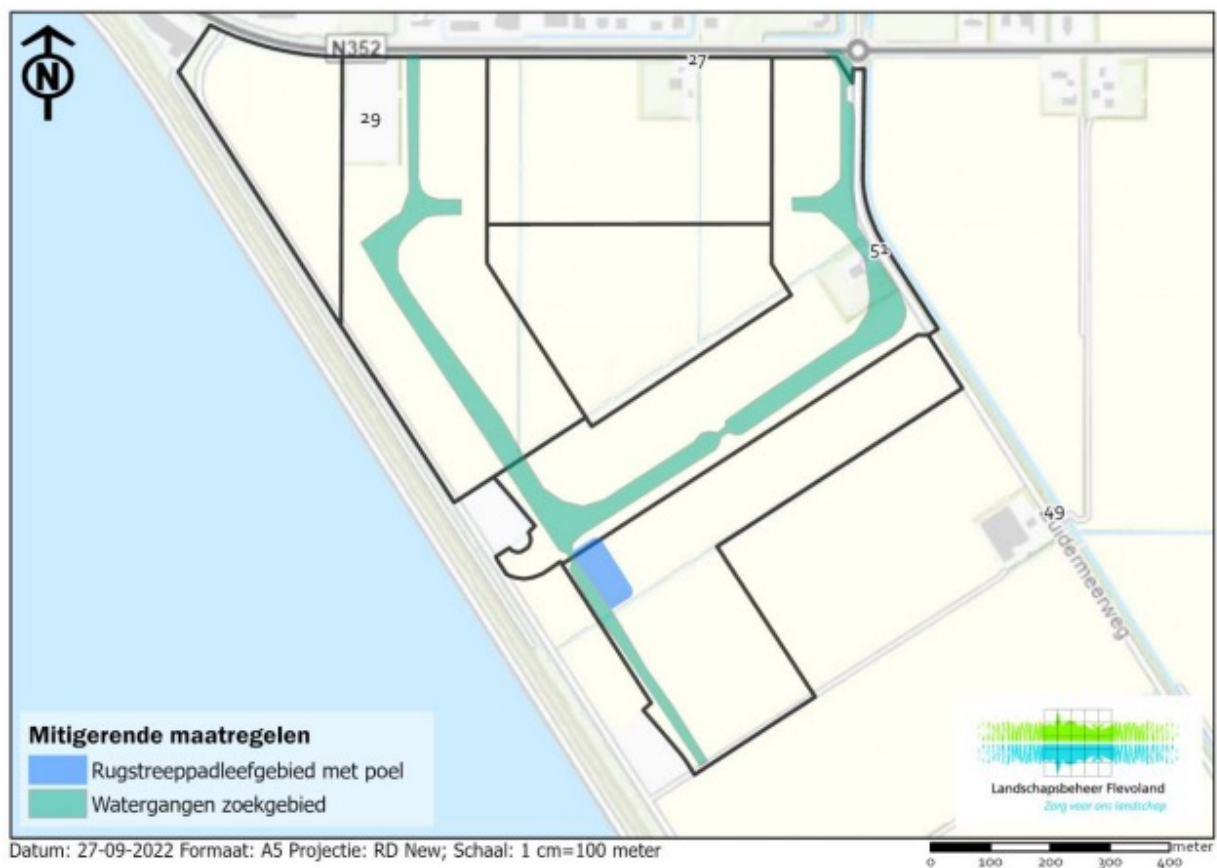 N
N352
27
29
51
49
Zuidermeerweg
Mitigerende maatregelen
Rugstreeppadleefgebied met poel
Watergangen zoekgebied
Landschapsbeheer Flevoland
Zorg voor ons landschap
Datum: 27-09-2022 Formaat: A5 Projectie: RD New; Schaal: 1 cm=100 meter
meter
0 100 200 300 400